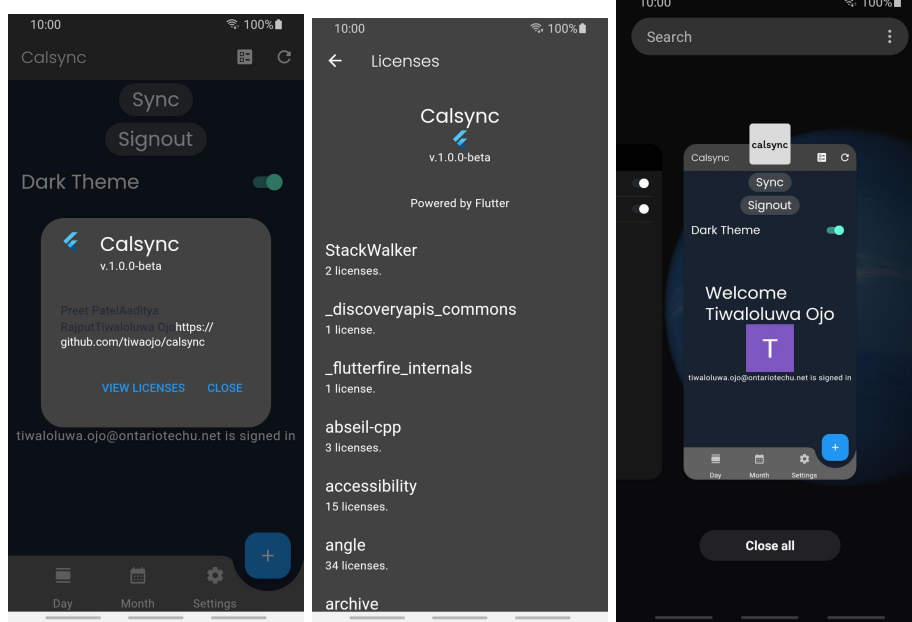 10:00
100%
Calsync
Sync
Signout
Dark Theme
Calsync
v.1.0.0-beta
Preet PatelAaditya
RajputTiwaloluwa Ojohttps://
github.com/tiwaojo/calsync
VIEW LICENSES CLOSE
tiwaloluwa.ojo@ontariotechu.net is signed in
+
Day Month Settings
10:00
100%
Licenses
Calsync
v.1.0.0-beta
Powered by Flutter
StackWalker
2 licenses.
_discoveryapis_commons
1 license.
_flutterfire_internals
1 license.
abseil-cpp
3 licenses.
accessibility
15 licenses.
angle
34 licenses.
archive
10:00
100%
Search
calsync
Calsync
Sync
Signout
Dark Theme
Welcome
Tiwaloluwa Ojo
T
tiwaloluwa.ojo@ontariotechu.net is signed in
+
Day Month Settings
Close all